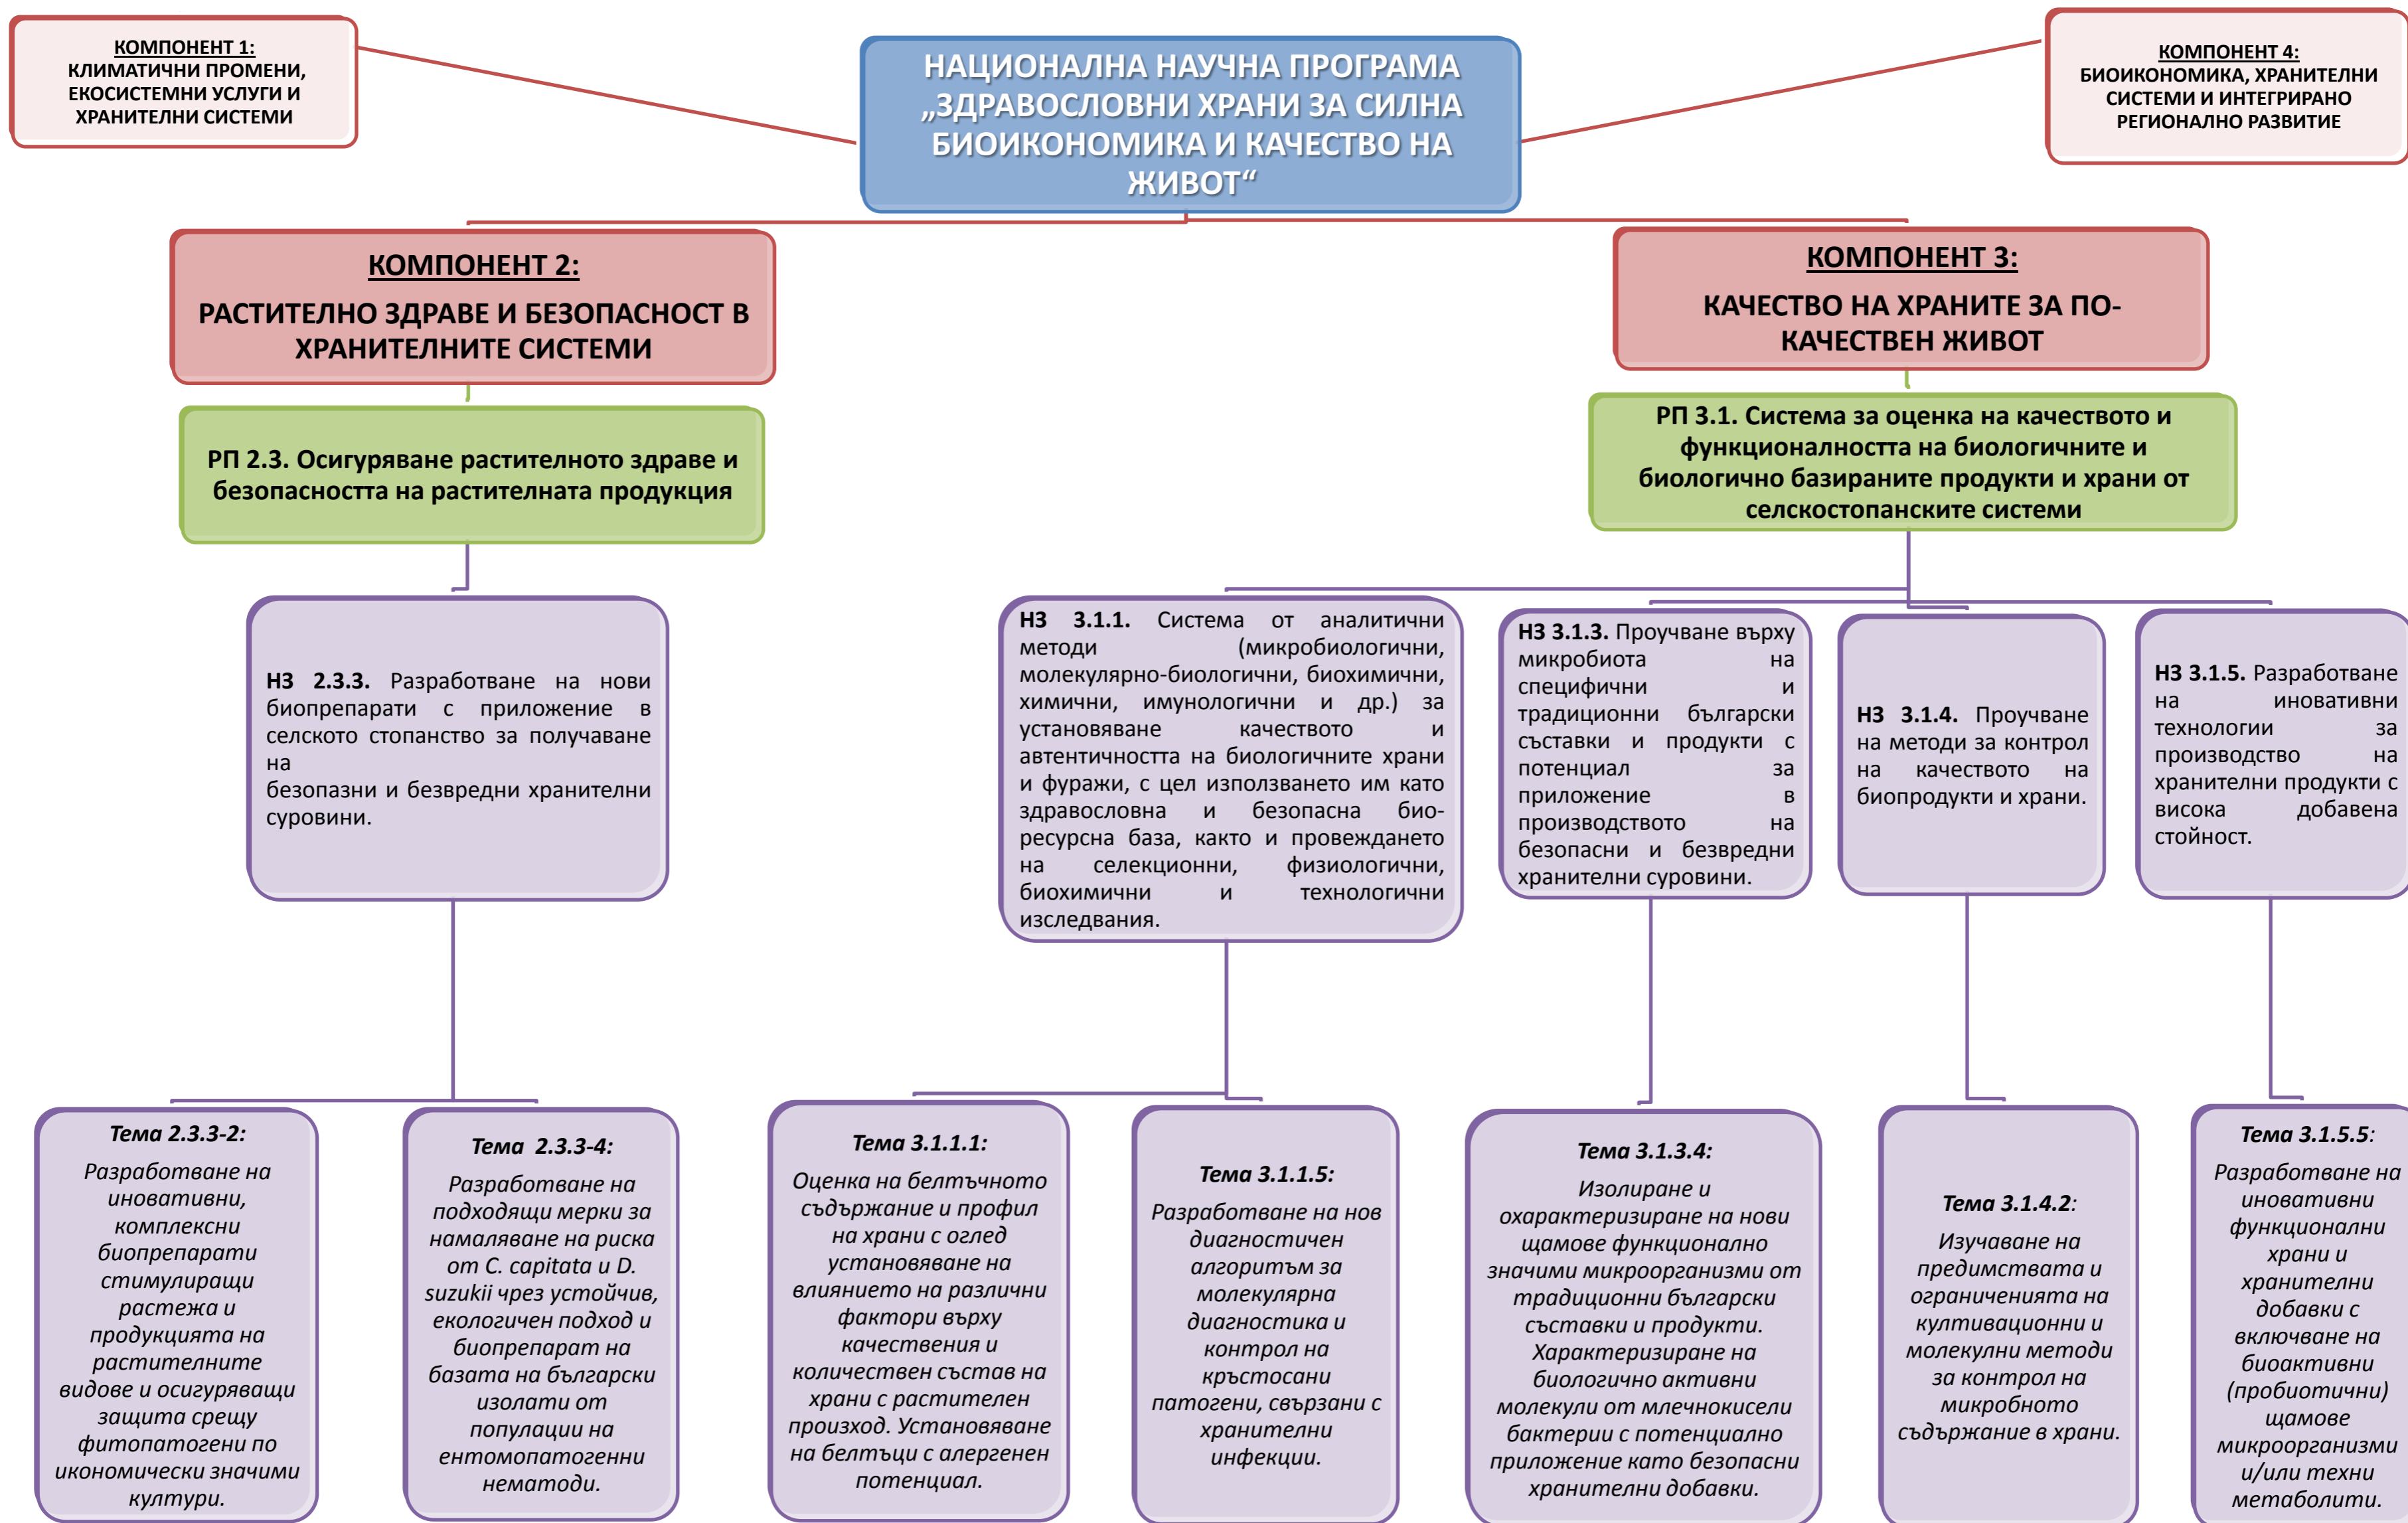 КОМПОНЕНТ 1:
КЛИМАТИЧНИ ПРОМЕНИ,
ЕКОСИСТЕМНИ УСЛУГИ И
ХРАНИТЕЛНИ СИСТЕМИ
НАЦИОНАЛНА НАУЧНА ПРОГРАМА
„ЗДРАВОСЛОВНИ ХРАНИ ЗА СИЛНА
БИОИКОНОМИКА И КАЧЕСТВО НА
ЖИВОТ“
КОМПОНЕНТ 4:
БИОИКОНОМИКА, ХРАНИТЕЛНИ
СИСТЕМИ И ИНТЕГРИРАНО
РЕГИОНАЛНО РАЗВИТИЕ
КОМПОНЕНТ 2:
РАСТИТЕЛНО ЗДРАВЕ И БЕЗОПАСНОСТ В
ХРАНИТЕЛНИТЕ СИСТЕМИ
КОМПОНЕНТ 3:
КАЧЕСТВО НА ХРАНИТЕ ЗА ПО-
КАЧЕСТВЕН ЖИВОТ
РП 2.3. Осигуряване растителното здраве и
безопасността на растителната продукция
РП 3.1. Система за оценка на качеството и
функционалността на биологичните и
биологично базираните продукти и храни от
селскостопанските системи
НЗ 2.3.3. Разработване на нови
биопрепарати с приложение в
селското стопанство за получаване
на
безопазни и безвредни хранителни
суровини.
НЗ 3.1.1. Система от аналитични
методи (микробиологични,
молекулярно-биологични, биохимични,
химични, имунологични и др.) за
установяване качеството и
автентичността на биологичните храни
и фуражи, с цел използването им като
здравословна и безопасна био-
ресурсна база, както и провеждането
на селекционни, физиологични,
биохимични и технологични
изследвания.
НЗ 3.1.3. Проучване върху
микробиота на
специфични и
традиционни български
съставки и продукти с
потенциал за
приложение в
производството на
безопасни и безвредни
хранителни суровини.
НЗ 3.1.4. Проучване
на методи за контрол
на качеството на
биопродукти и храни.
НЗ 3.1.5. Разработване
на иновативни
технологии за
производство на
хранителни продукти с
висока добавена
стойност.
Тема 2.3.3-2:
Разработване на
иновативни,
комплексни
биопрепарати
стимулиращи
растежа и
продукцията на
растителните
видове и осигуряващи
защита срещу
фитопатогени по
икономически значими
култури.
Тема 2.3.3-4:
Разработване на
подходящи мерки за
намаляване на риска
от C. capitata и D.
suzukii чрез устойчив,
екологичен подход и
биопрепарат на
базата на български
изолати от
популации на
ентомопатогенни
нематоди.
Тема 3.1.1.1:
Оценка на белтъчното
съдържание и профил
на храни с оглед
установяване на
влиянието на различни
фактори върху
качествения и
количествен състав на
храни с растителен
произход. Установяване
на белтъци с алергенен
потенциал.
Тема 3.1.1.5:
Разработване на нов
диагностичен
алгоритъм за
молекулярна
диагностика и
контрол на
кръстосани
патогени, свързани с
хранителни
инфекции.
Тема 3.1.3.4:
Изолиране и
охарактеризиране на нови
щамове функционално
значими микроорганизми от
традиционни български
съставки и продукти.
Характеризиране на
биологично активни
молекули от млечнокисели
бактерии с потенциално
приложение като безопасни
хранителни добавки.
Тема 3.1.4.2:
Изучаване на
предимствата и
ограниченията на
култивационни и
молекулни методи
за контрол на
микробното
съдържание в храни.
Тема 3.1.5.5:
Разработване на
иновативни
функционални
храни и
хранителни
добавки с
включване на
биоактивни
(пробиотични)
щамове
микроорганизми
и/или техни
метаболити.